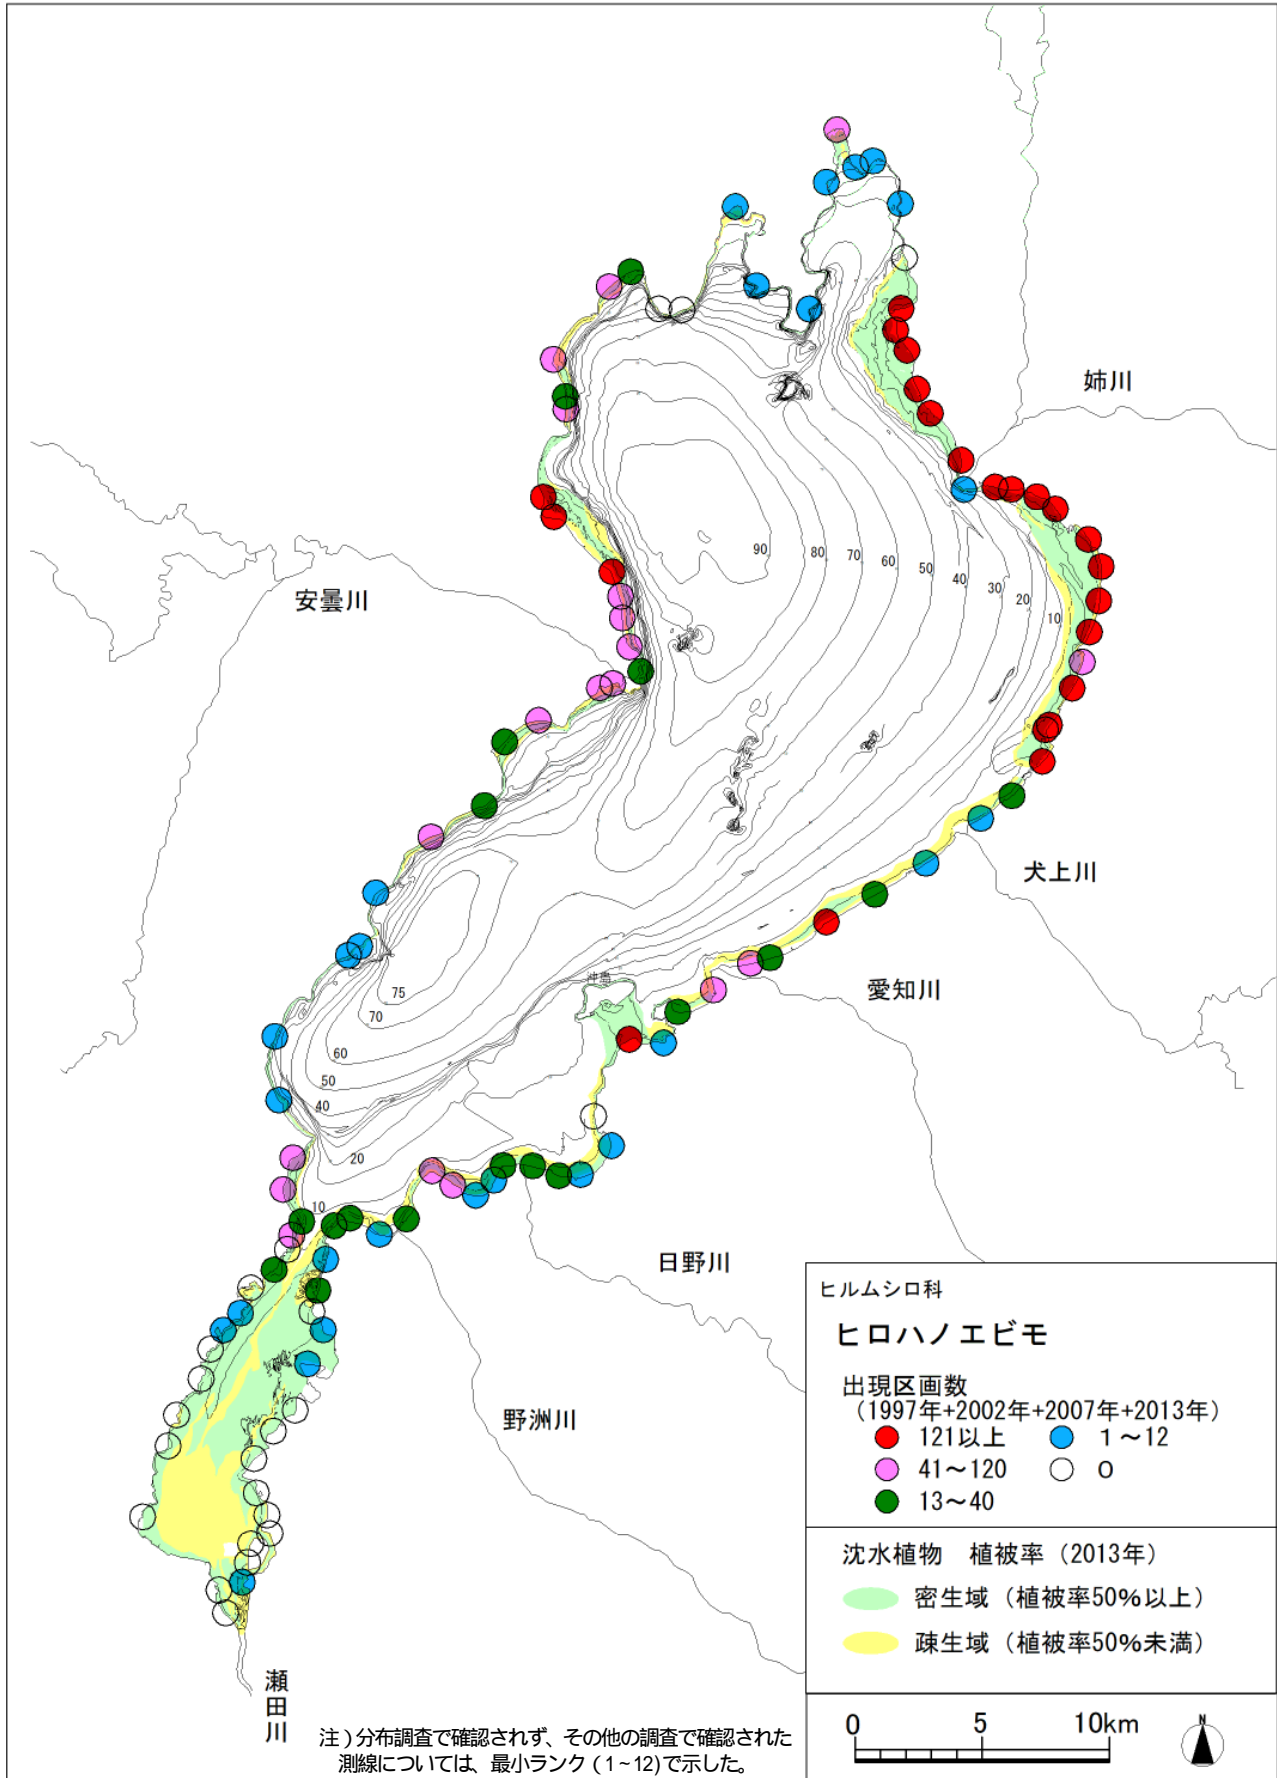 姉川
90
80
70
60
50
40
30
20
10
安曇川
犬上川
沖島
愛知川
75
70
60
50
40
20
10
日野川
野洲川
瀬田川
ヒルムシロ科
ヒロハノエビモ
出現区画数
(1997年+2002年+2007年+2013年)
121以上 1~12
41~120 0
13~40
沈水植物 植被率(2013年)
密生域(植被率50%以上)
疎生域(植被率50%未満)
注)分布調査で確認されず、その他の調査で確認された
測線については、最小ランク(1~12)で示した。
0 5 10km
N